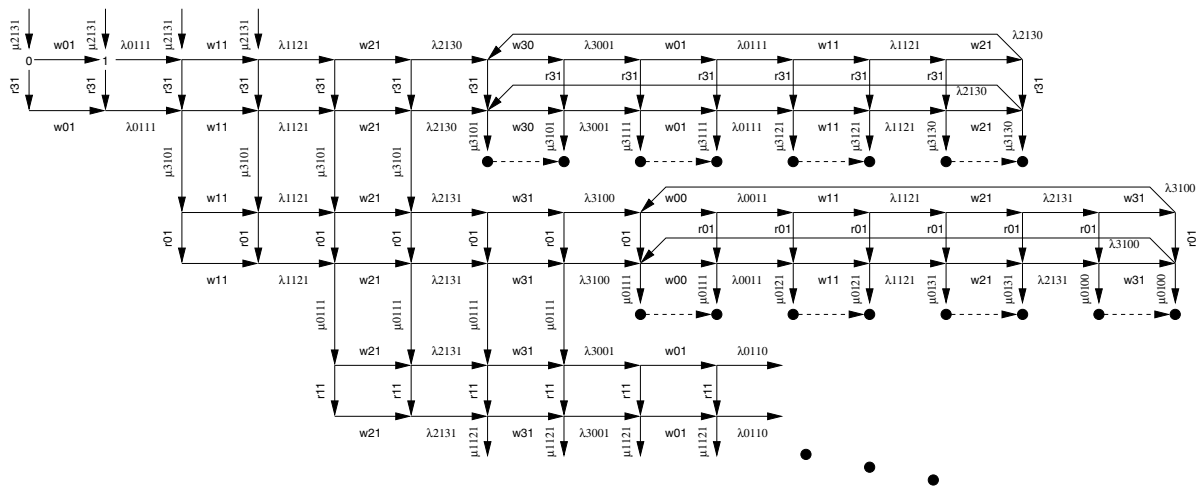 μ2131 μ2131 μ2131 μ2131
w01 λ0111 w11 λ1121 w21 λ2130 w30 λ3001 w01 λ0111 w11 λ1121 w21 λ2130
0 1
r31 r31 r31 r31 r31 r31 r31 r31 r31 r31 r31 r31 r31 r31
λ2130
w01 λ0111 w11 λ1121 w21 λ2130 w30 λ3001 w01 λ0111 w11 λ1121 w21
μ3101 μ3101 μ3101 μ3101 μ3101 μ3101 μ3111 μ3111 μ3121 μ3121 μ3130 μ3130
w11 λ1121 w21 λ2131 w31 λ3100 w00 λ0011 w11 λ1121 w21 λ2131 w31 λ3100
r01 r01 r01 r01 r01 r01 r01 r01 r01 r01 r01 r01 r01 r01
λ3100
w11 λ1121 w21 λ2131 w31 λ3100 w00 λ0011 w11 λ1121 w21 λ2131 w31
μ0111 μ0111 μ0111 μ0111 μ0111 μ0111 μ0121 μ0121 μ0131 μ0131 μ0100 μ0100
w21 λ2131 w31 λ3001 w01 λ0110
r11 r11 r11 r11 r11 r11
w21 λ2131 w31 λ3001 w01 λ0110
μ1121 μ1121 μ1121 μ1121